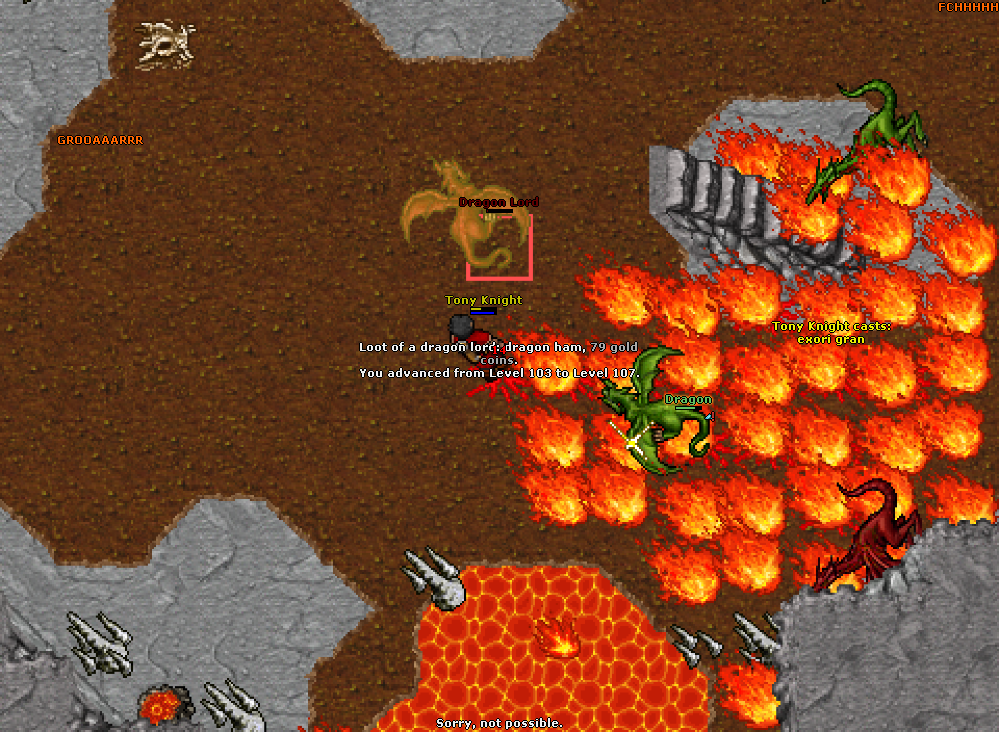 FCHHHHH
GROOAAARRR
Dragon Lord
Tony Knight
Tony Knight casts:
exori gran
Loot of a dragon lord: dragon ham, 79 gold
coins.
You advanced from Level 103 to Level 107.
Dragon
Sorry, not possible.